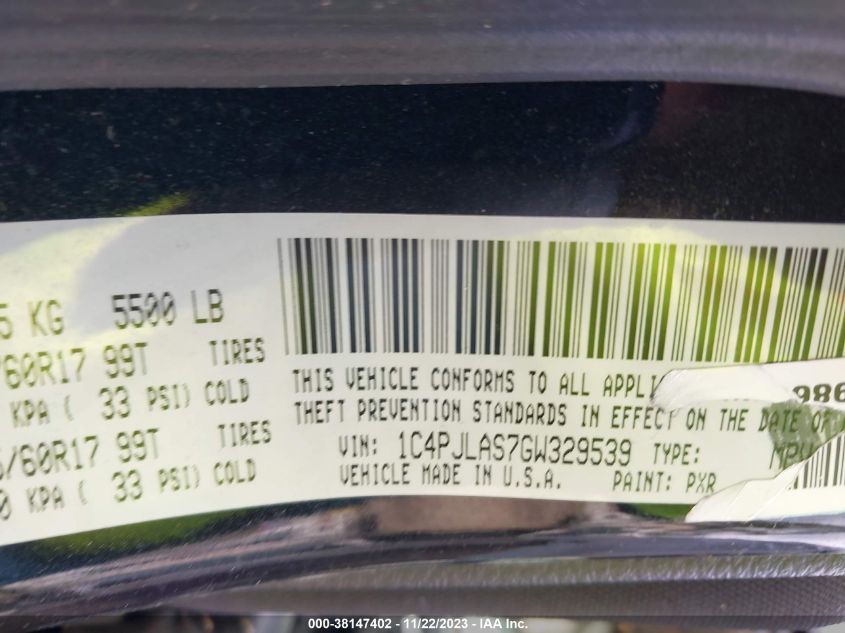 5 KG 5500 LB
/60R17 99T TIRES
KPA ( 33 PSI) COLD
/60R17 99T TIRES
0 KPA ( 33 PSI) COLD
THIS VEHICLE CONFORMS TO ALL APPLI
THEFT PREVENTION STANDARDS IN EFFECT ON THE DATE OF
VIN: 1C4PJLAS7GW329539 TYPE: MPV
VEHICLE MADE IN U.S.A. PAINT: PXR
986
000-38147402 - 11/22/2023 - IAA Inc.